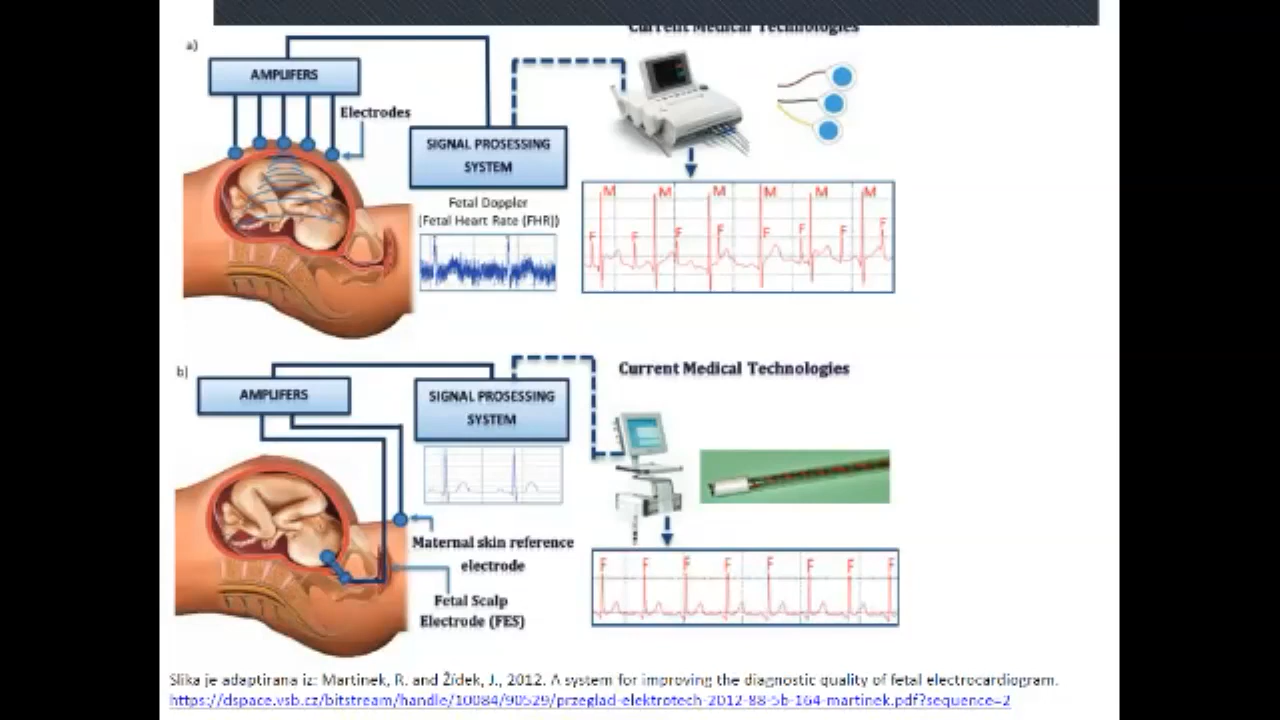 Current Medical Technologies
a)
AMPLIFERS
Electrodes
SIGNAL PROSESSING
SYSTEM
Fetal Doppler
(Fetal Heart Rate (FHR))
M M M M M M
F F F F F F F
b)
Current Medical Technologies
AMPLIFERS
SIGNAL PROSESSING
SYSTEM
Maternal skin reference
electrode
Fetal Scalp
Electrode (FES)
F F F F F F F F
Slika je adaptirana iz: Martinek, R. and Žídek, J., 2012. A system for improving the diagnostic quality of fetal electrocardiogram.
https://dspace.vsb.cz/bitstream/handle/10084/90529/przeglad-elektrotech-2012-88-5b-164-martinek.pdf?sequence=2